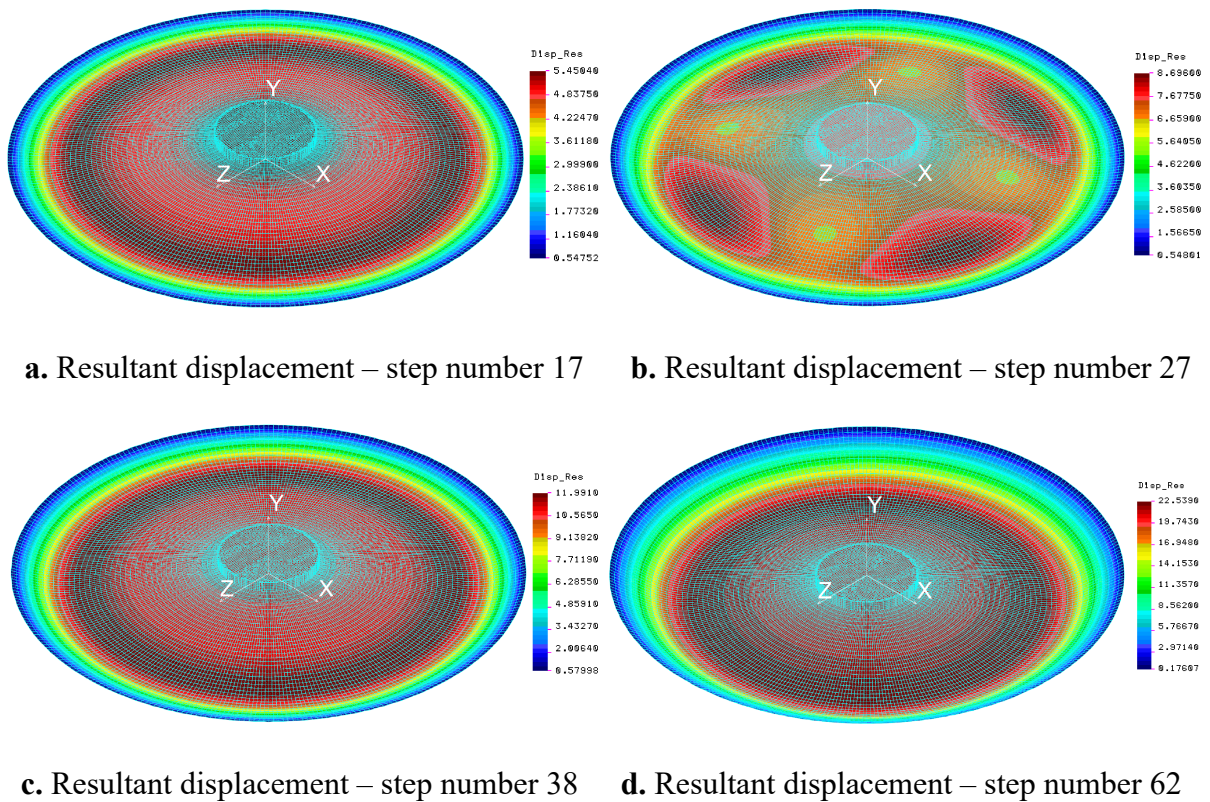 Disp_Res
5.45040
4.83750
4.22470
3.61180
2.99900
2.38610
1.77320
1.16040
0.54752
Y
Z
X
Disp_Res
8.69600
7.67750
6.65900
5.64050
4.62200
3.60350
2.58500
1.56650
0.54801
Y
Z
X
a. Resultant displacement – step number 17
b. Resultant displacement – step number 27
Disp_Res
11.9910
10.5650
9.13820
7.71190
6.28550
4.85910
3.43270
2.00640
0.57998
Y
Z
X
Disp_Res
22.5390
19.7430
16.9480
14.1530
11.3570
8.56200
5.76670
2.97140
0.17607
Y
Z
X
c. Resultant displacement – step number 38
d. Resultant displacement – step number 62